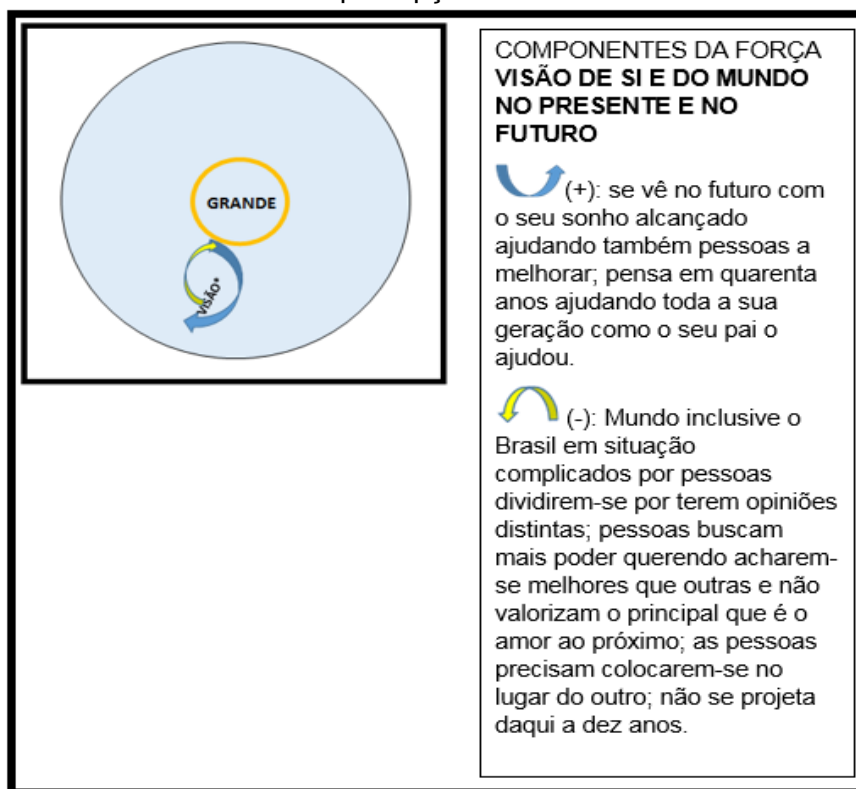 GRANDE
VISÃO*
COMPONENTES DA FORÇA
VISÃO DE SI E DO MUNDO
NO PRESENTE E NO
FUTURO
(+): se vê no futuro com
o seu sonho alcançado
ajudando também pessoas a
melhorar; pensa em quarenta
anos ajudando toda a sua
geração como o seu pai o
ajudou.
(-): Mundo inclusive o
Brasil em situação
complicados por pessoas
dividirem-se por terem opiniões
distintas; pessoas buscam
mais poder querendo acharem-
se melhores que outras e não
valorizam o principal que é o
amor ao próximo; as pessoas
precisam colocarem-se no
lugar do outro; não se projeta
daqui a dez anos.